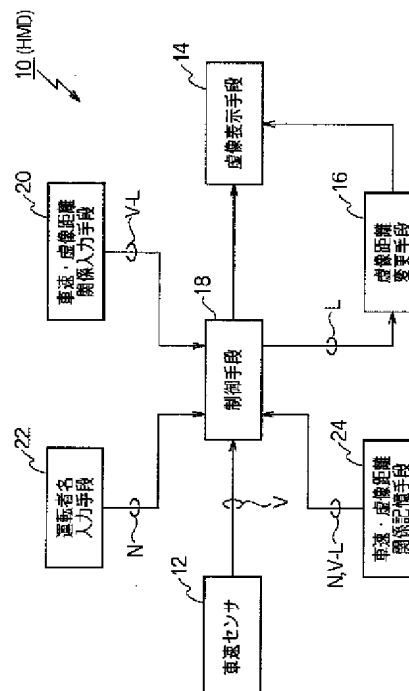 10 (HMD)
22
運転者名
入力手段
N
20
車速・虚像距離
関係入力手段
V-L
14
虚像表示手段
18
制御手段
12
車速センサ
V
L
16
虚像距離
変更手段
24
車速・虚像距離
関係記憶手段
N,V-L